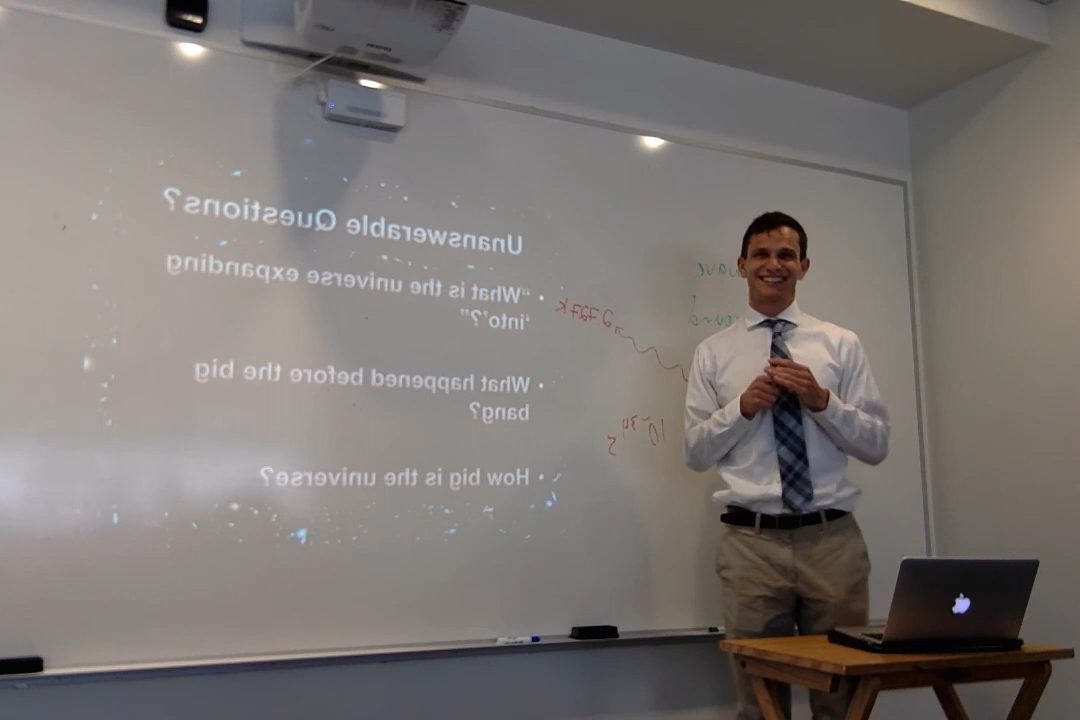 Unanswerable Questions?
• "What is the universe expanding
'into'?"
• What happened before the big
bang?
• How big is the universe?
2.727K
10^-34 s